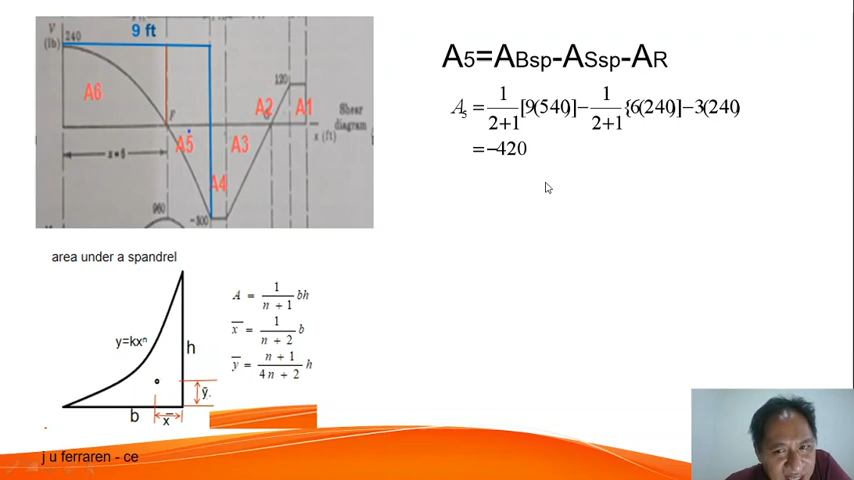 V
(lb)
240
9 ft
A6
F
A5
A4
A3
A2
120
A1
Shear
diagram
x (ft)
x = 6
960
-300
A5=ABsp-ASsp-AR
A5 = 1/(2+1) [9(540)] − 1/(2+1) {6(240)] − 3(240)
= −420
area under a spandrel
y=kxⁿ
h
b
x̄
ȳ.
A = 1/(n + 1) bh
x̄ = 1/(n + 2) b
ȳ = (n + 1)/(4n + 2) h
j u ferraren - ce